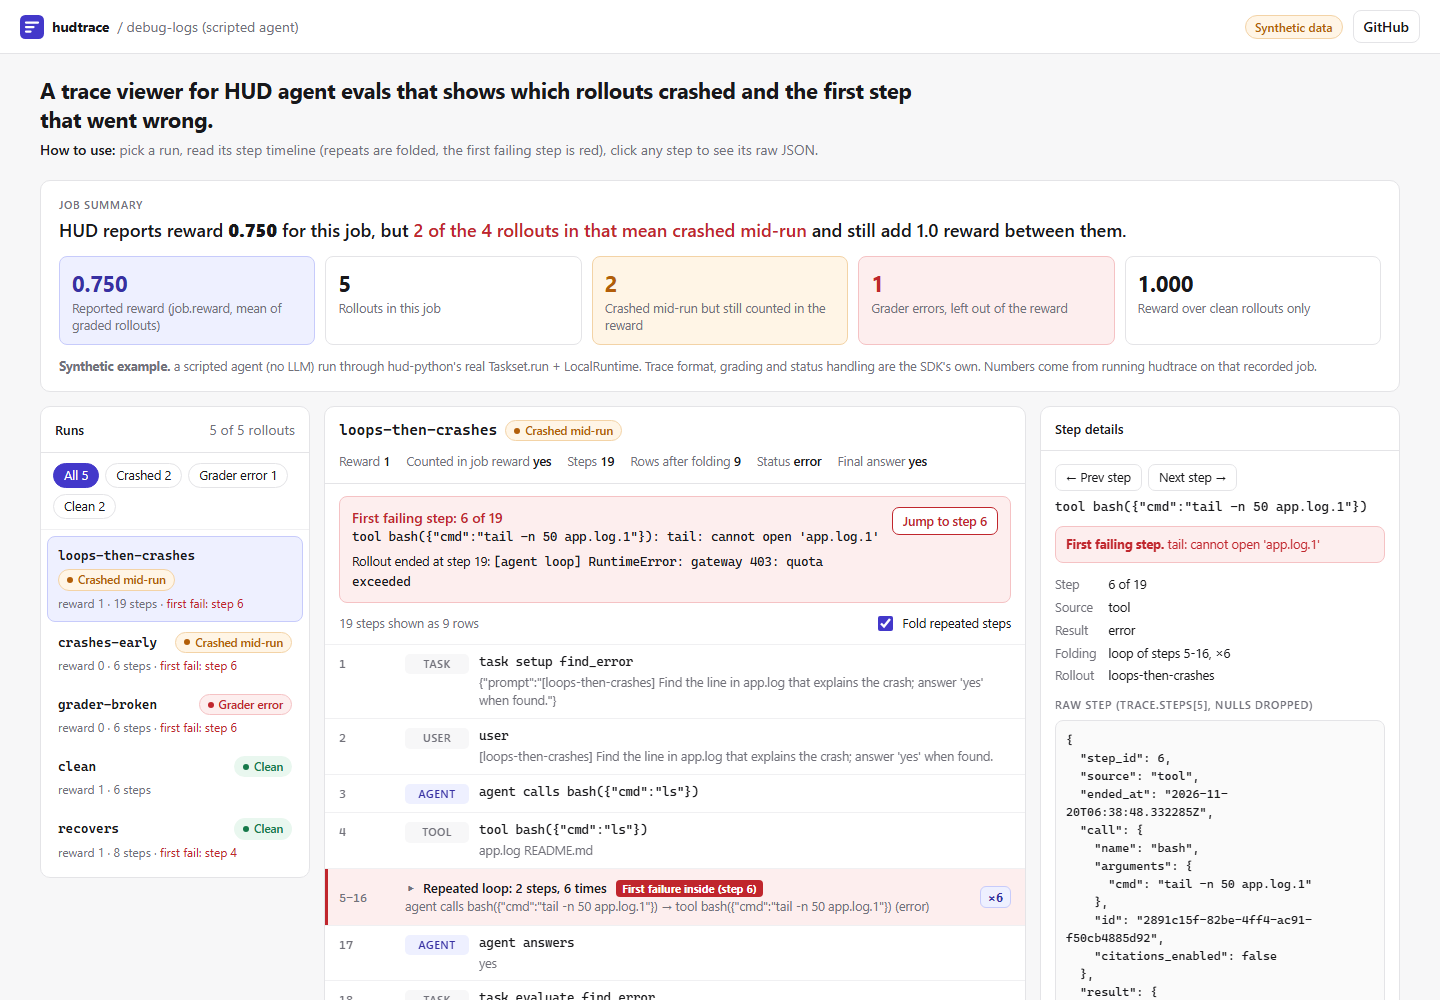 hudtrace / debug-logs (scripted agent)
Synthetic data
GitHub
A trace viewer for HUD agent evals that shows which rollouts crashed and the first step
that went wrong.
How to use: pick a run, read its step timeline (repeats are folded, the first failing step is red), click any step to see its raw JSON.
JOB SUMMARY
HUD reports reward 0.750 for this job, but 2 of the 4 rollouts in that mean crashed mid-run and still add 1.0 reward between them.
0.750
Reported reward (job.reward, mean of
graded rollouts)
5
Rollouts in this job
2
Crashed mid-run but still counted in the
reward
1
Grader errors, left out of the reward
1.000
Reward over clean rollouts only
Synthetic example. a scripted agent (no LLM) run through hud-python's real Taskset.run + LocalRuntime. Trace format, grading and status handling are the SDK's own. Numbers come from running hudtrace on that recorded job.
Runs
5 of 5 rollouts
All 5
Crashed 2
Grader error 1
Clean 2
loops-then-crashes
Crashed mid-run
reward 1 · 19 steps · first fail: step 6
crashes-early
Crashed mid-run
reward 0 · 6 steps · first fail: step 6
grader-broken
Grader error
reward 0 · 6 steps · first fail: step 6
clean
Clean
reward 1 · 6 steps
recovers
Clean
reward 1 · 8 steps · first fail: step 4
loops-then-crashes
Crashed mid-run
Reward 1 Counted in job reward yes Steps 19 Rows after folding 9 Status error Final answer yes
First failing step: 6 of 19
tool bash({"cmd":"tail -n 50 app.log.1"}): tail: cannot open 'app.log.1'
Rollout ended at step 19: [agent loop] RuntimeError: gateway 403: quota
exceeded
Jump to step 6
19 steps shown as 9 rows
Fold repeated steps
1
TASK
task setup find_error
{"prompt":"[loops-then-crashes] Find the line in app.log that explains the crash; answer 'yes'
when found."}
2
USER
user
[loops-then-crashes] Find the line in app.log that explains the crash; answer 'yes' when found.
3
AGENT
agent calls bash({"cmd":"ls"})
4
TOOL
tool bash({"cmd":"ls"})
app.log README.md
5–16
▸ Repeated loop: 2 steps, 6 times First failure inside (step 6)
agent calls bash({"cmd":"tail -n 50 app.log.1"}) → tool bash({"cmd":"tail -n 50 app.log.1"}) (error)
×6
17
AGENT
agent answers
yes
18
TASK
task evaluate find_error
Step details
← Prev step
Next step →
tool bash({"cmd":"tail -n 50 app.log.1"})
First failing step. tail: cannot open 'app.log.1'
Step 6 of 19
Source tool
Result error
Folding loop of steps 5-16, ×6
Rollout loops-then-crashes
RAW STEP (TRACE.STEPS[5], NULLS DROPPED)
{
"step_id": 6,
"source": "tool",
"ended_at": "2026-11-
20T06:38:48.332285Z",
"call": {
"name": "bash",
"arguments": {
"cmd": "tail -n 50 app.log.1"
},
"id": "2891c15f-82be-4ff4-ac91-
f50cb4885d92",
"citations_enabled": false
},
"result": {